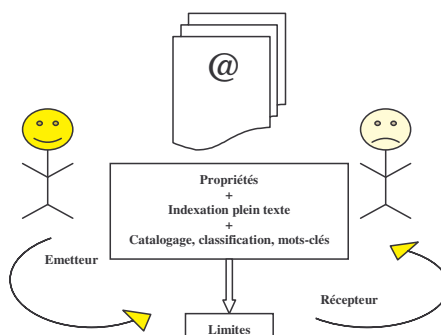 @
Propriétés
+
Indexation plein texte
+
Catalogage, classification, mots-clés
Emetteur
Récepteur
Limites